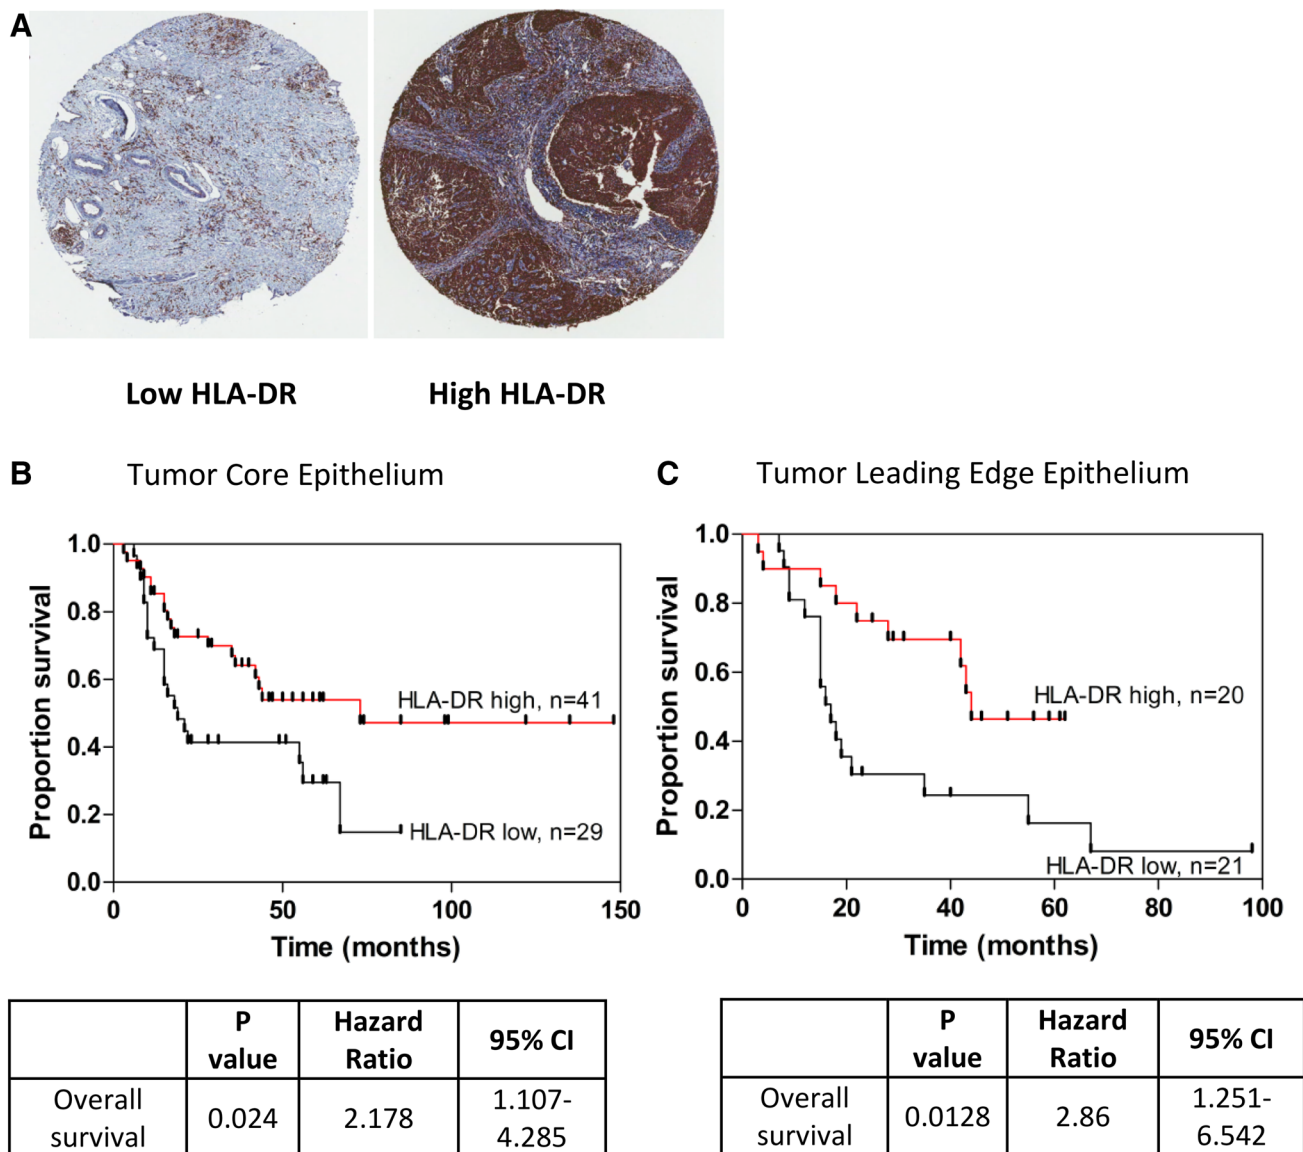 A
Low HLA-DR
High HLA-DR
B
Tumor Core Epithelium
1.0
0.8
0.6
0.4
0.2
0.0
Proportion survival
HLA-DR high, n=41
HLA-DR low, n=29
0
50
100
150
Time (months)
P
value
Hazard
Ratio
95% CI
Overall
survival
0.024
2.178
1.107-
4.285
C
Tumor Leading Edge Epithelium
1.0
0.8
0.6
0.4
0.2
0.0
Proportion survival
HLA-DR high, n=20
HLA-DR low, n=21
0
20
40
60
80
100
Time (months)
P
value
Hazard
Ratio
95% CI
Overall
survival
0.0128
2.86
1.251-
6.542